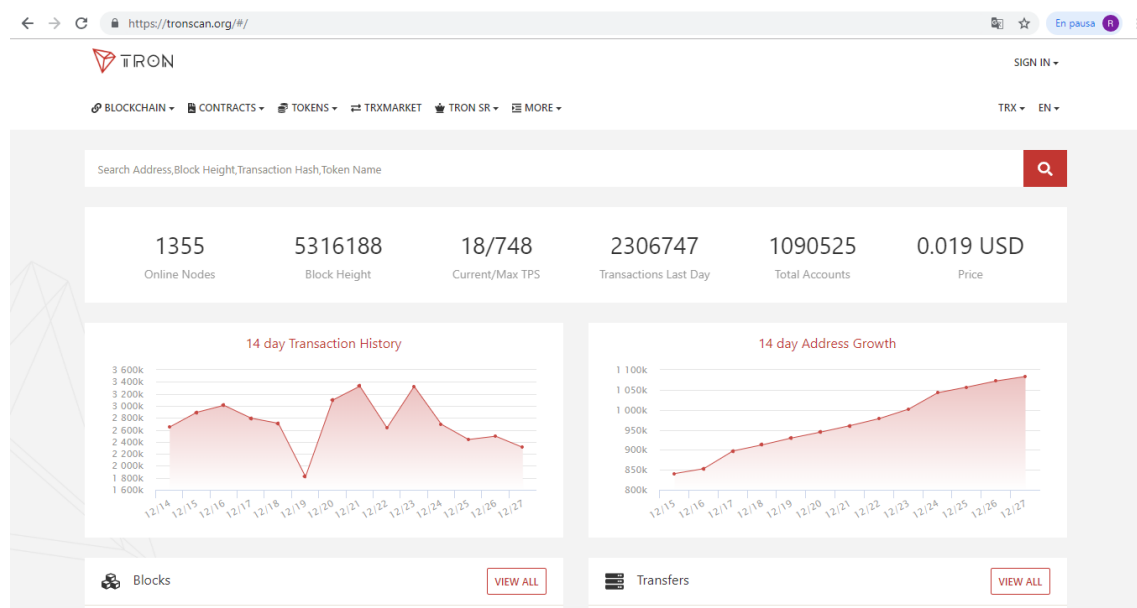 https://tronscan.org/#/
En pausa R
TRON
SIGN IN
BLOCKCHAIN CONTRACTS TOKENS TRXMARKET TRON SR MORE TRX EN
Search Address,Block Height,Transaction Hash,Token Name
1355 5316188 18/748 2306747 1090525 0.019 USD
Online Nodes Block Height Current/Max TPS Transactions Last Day Total Accounts Price
14 day Transaction History
3 600k
3 400k
3 200k
3 000k
2 800k
2 600k
2 400k
2 200k
2 000k
1 800k
1 600k
12/14 12/15 12/16 12/17 12/18 12/19 12/20 12/21 12/22 12/23 12/24 12/25 12/26 12/27
14 day Address Growth
1 100k
1 050k
1 000k
950k
900k
850k
800k
12/15 12/16 12/17 12/18 12/19 12/20 12/21 12/22 12/23 12/24 12/25 12/26 12/27
Blocks VIEW ALL
Transfers VIEW ALL